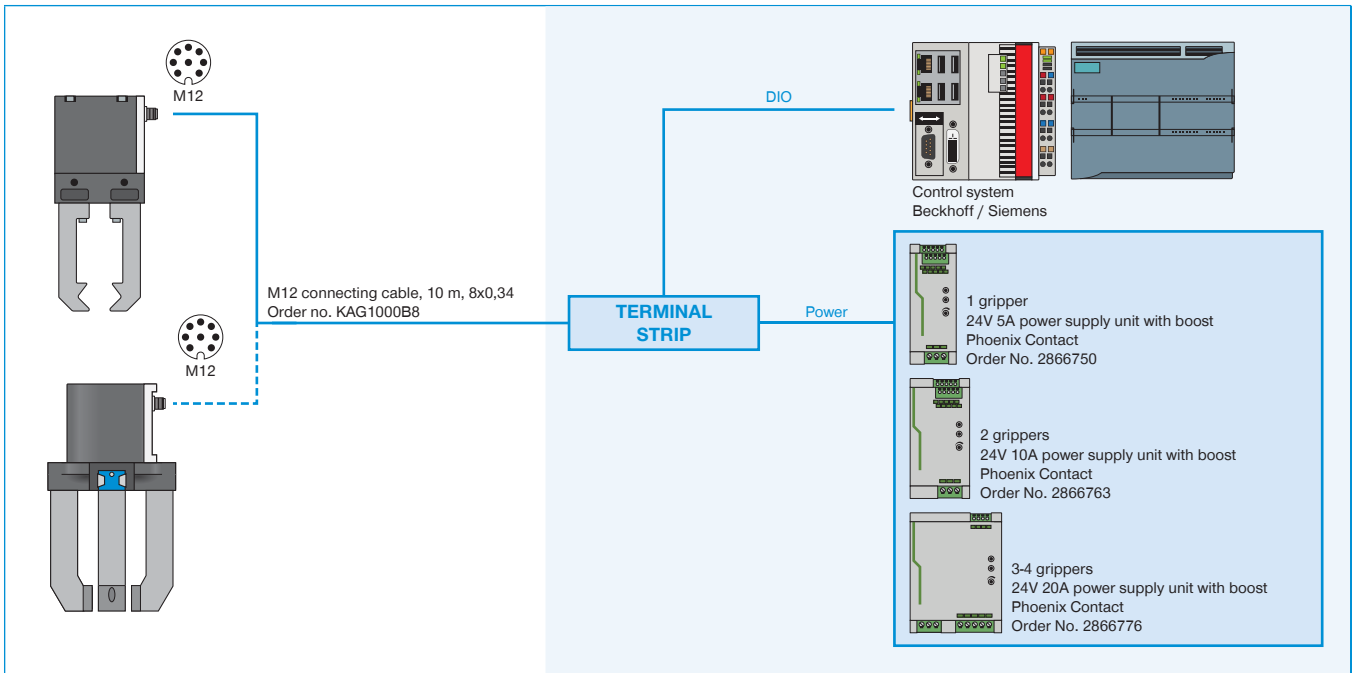 M12
DIO
Control system
Beckhoff / Siemens
M12 connecting cable, 10 m, 8x0,34
Order no. KAG1000B8
M12
TERMINAL
STRIP
Power
1 gripper
24V 5A power supply unit with boost
Phoenix Contact
Order No. 2866750
2 grippers
24V 10A power supply unit with boost
Phoenix Contact
Order No. 2866763
3-4 grippers
24V 20A power supply unit with boost
Phoenix Contact
Order No. 2866776